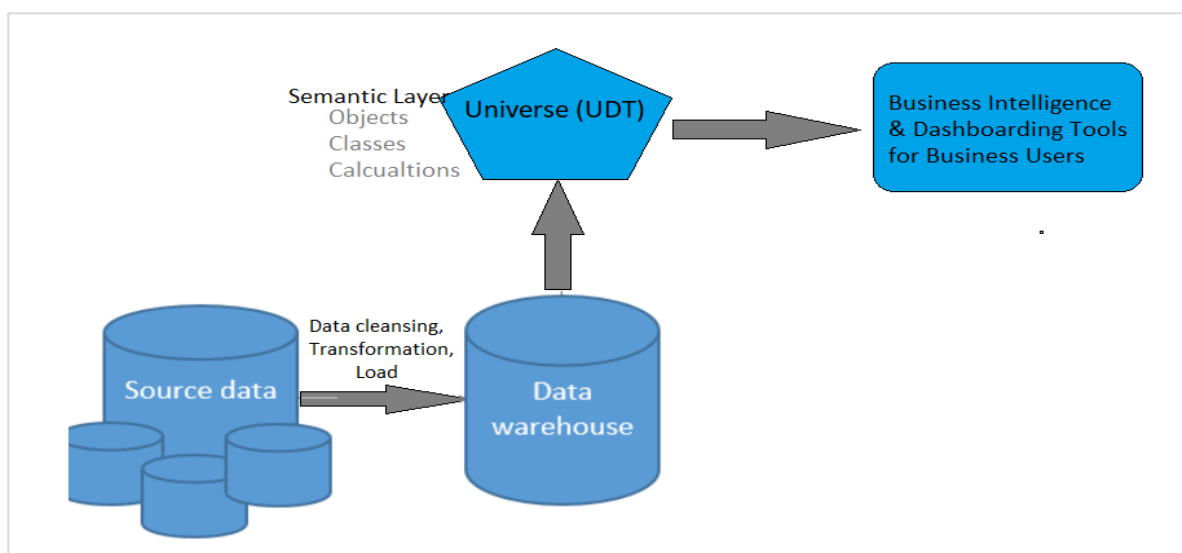 Semantic Layer
Objects
Classes
Calcualtions
Universe (UDT)
Business Intelligence
& Dashboarding Tools
for Business Users
Data cleansing,
Transformation,
Load
Source data
Data
warehouse